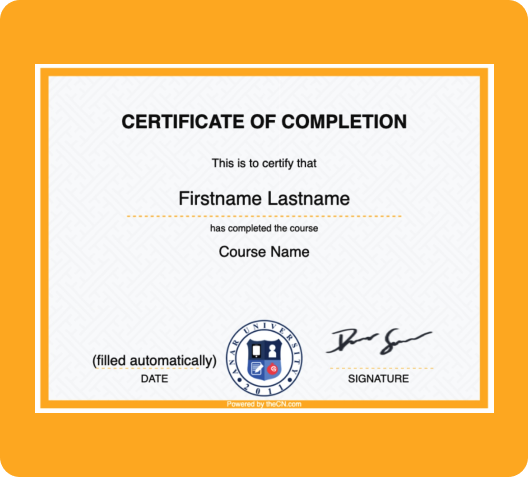 CERTIFICATE OF COMPLETION
This is to certify that
Firstname Lastname
has completed the course
Course Name
(filled automatically)
DATE
ANAR UNIVERSITY
2011
SIGNATURE
Powered by theCN.com